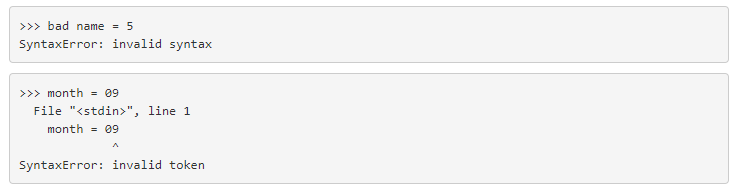 >>> bad name = 5
SyntaxError: invalid syntax
>>> month = 09
  File "<stdin>", line 1
    month = 09
             ^
SyntaxError: invalid token